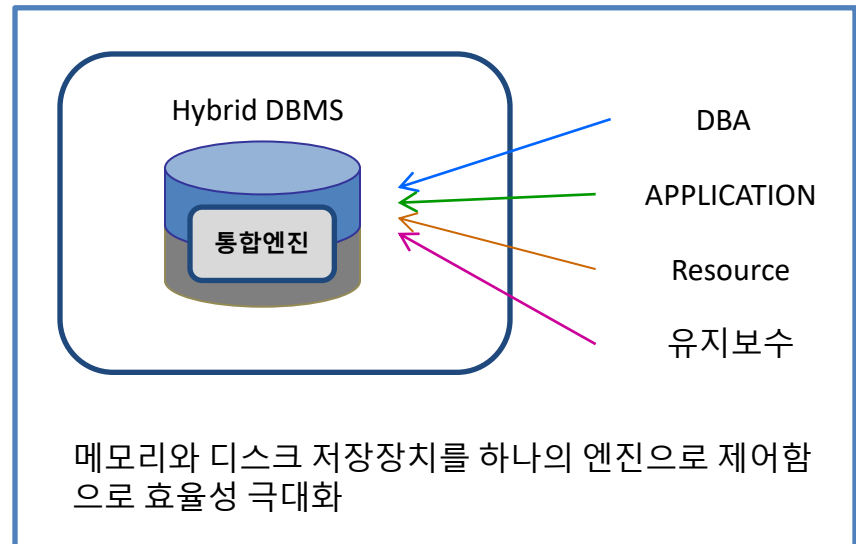 Hybrid DBMS
통합엔진
DBA
APPLICATION
Resource
유지보수
메모리와 디스크 저장장치를 하나의 엔진으로 제어함
으로 효율성 극대화